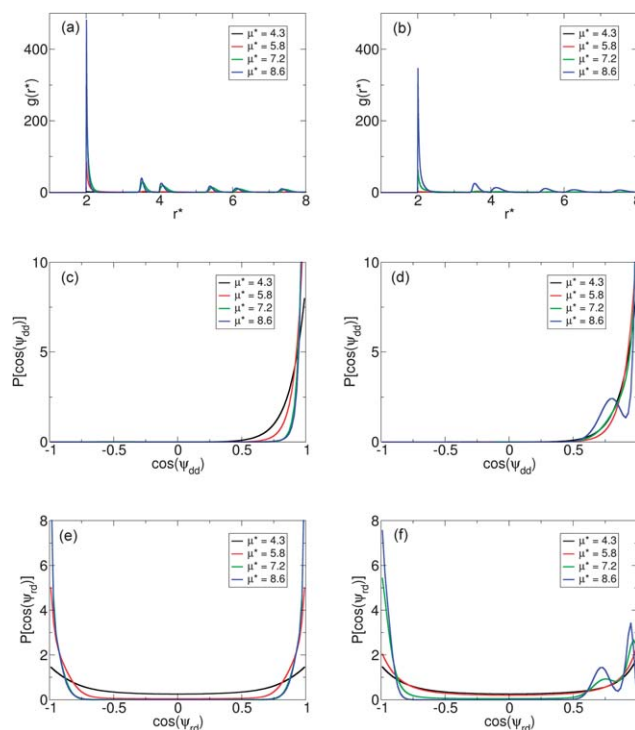 (a)
μ* = 4.3
μ* = 5.8
μ* = 7.2
μ* = 8.6
g(r*)
400
200
0
2 4 6 8
r*
(b)
μ* = 4.3
μ* = 5.8
μ* = 7.2
μ* = 8.6
g(r*)
400
200
0
2 4 6 8
r*
(c)
μ* = 4.3
μ* = 5.8
μ* = 7.2
μ* = 8.6
P[cos(ψdd)]
10
5
0
-1 -0.5 0 0.5 1
cos(ψdd)
(d)
μ* = 4.3
μ* = 5.8
μ* = 7.2
μ* = 8.6
P[cos(ψdd)]
10
5
0
-1 -0.5 0 0.5 1
cos(ψdd)
(e)
μ* = 4.3
μ* = 5.8
μ* = 7.2
μ* = 8.6
P[cos(ψrd)]
8
6
4
2
0
-1 -0.5 0 0.5 1
cos(ψrd)
(f)
μ* = 4.3
μ* = 5.8
μ* = 7.2
μ* = 8.6
P[cos(ψrd)]
8
6
4
2
0
-1 -0.5 0 0.5 1
cos(ψrd)